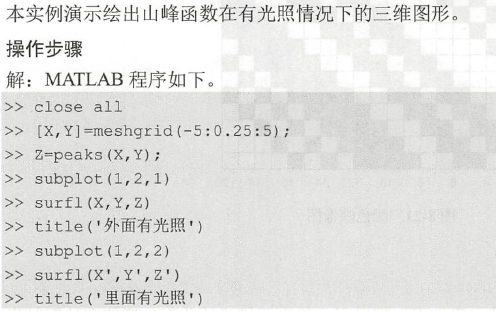 本实例演示绘出山峰函数在有光照情况下的三维图形。
操作步骤
解：MATLAB 程序如下。
>> close all
>> [X,Y]=meshgrid(-5:0.25:5);
>> Z=peaks(X,Y);
>> subplot(1,2,1)
>> surfl(X,Y,Z)
>> title('外面有光照')
>> subplot(1,2,2)
>> surfl(X',Y',Z')
>> title('里面有光照')